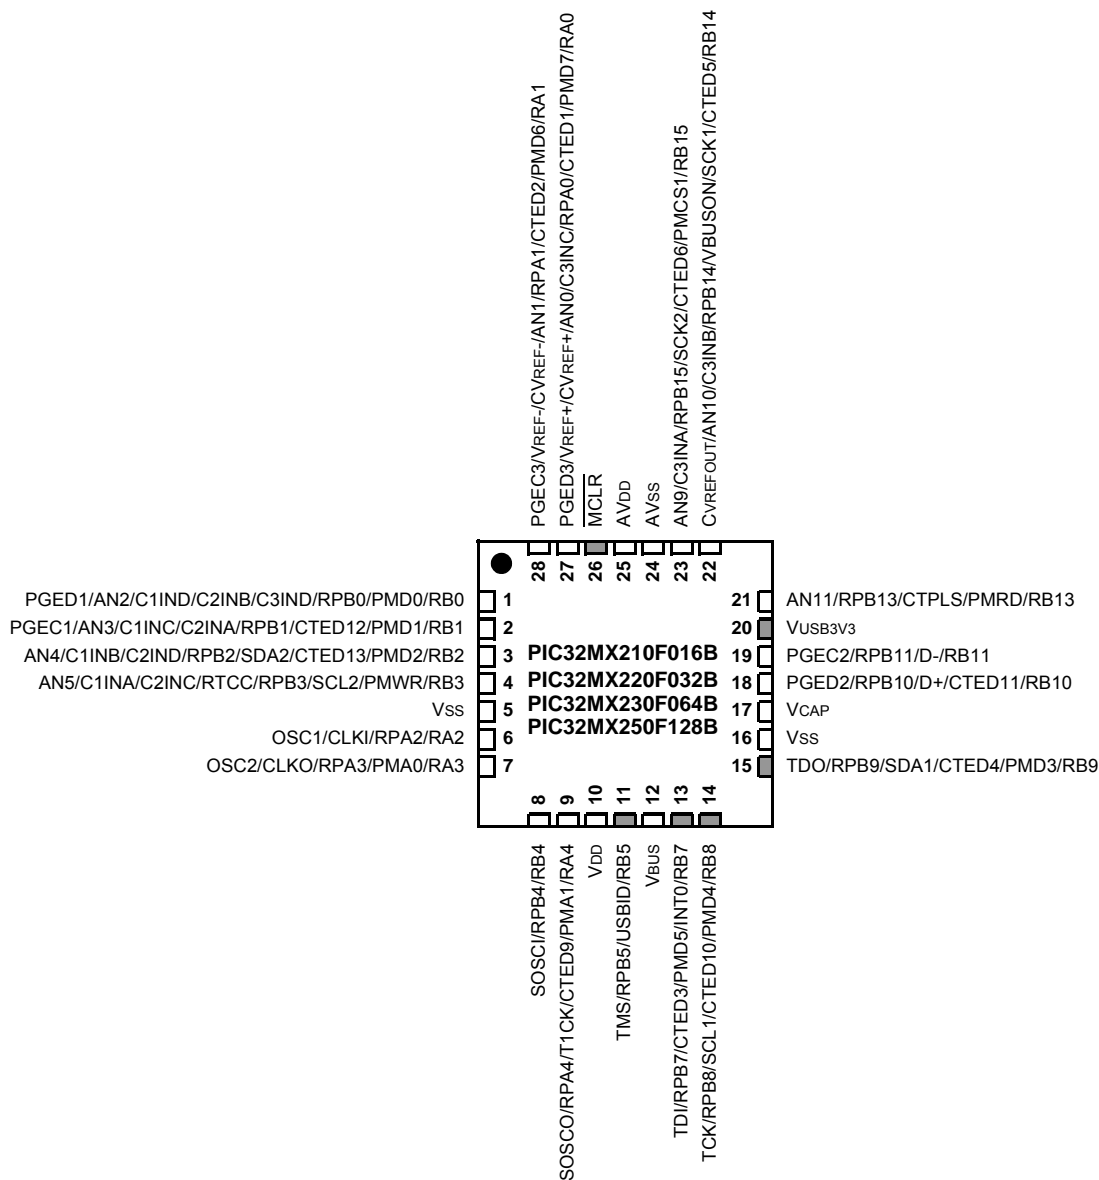 PGEC3/VREF-/CVREF-/AN1/RPA1/CTED2/PMD6/RA1
PGED3/VREF+/CVREF+/AN0/C3INC/RPA0/CTED1/PMD7/RA0
MCLR
AVDD
AVSS
AN9/C3INA/RPB15/SCK2/CTED6/PMCS1/RB15
CVREFOUT/AN10/C3INB/RPB14/VBUSON/SCK1/CTED5/RB14
28
27
26
25
24
23
22
PGED1/AN2/C1IND/C2INB/C3IND/RPB0/PMD0/RB0
1
PGEC1/AN3/C1INC/C2INA/RPB1/CTED12/PMD1/RB1
2
AN4/C1INB/C2IND/RPB2/SDA2/CTED13/PMD2/RB2
3
AN5/C1INA/C2INC/RTCC/RPB3/SCL2/PMWR/RB3
4
VSS
5
OSC1/CLKI/RPA2/RA2
6
OSC2/CLKO/RPA3/PMA0/RA3
7
PIC32MX210F016B
PIC32MX220F032B
PIC32MX230F064B
PIC32MX250F128B
21
AN11/RPB13/CTPLS/PMRD/RB13
20
VUSB3V3
19
PGEC2/RPB11/D-/RB11
18
PGED2/RPB10/D+/CTED11/RB10
17
VCAP
16
VSS
15
TDO/RPB9/SDA1/CTED4/PMD3/RB9
8
9
10
11
12
13
14
SOSCI/RPB4/RB4
SOSCO/RPA4/T1CK/CTED9/PMA1/RA4
VDD
TMS/RPB5/USBID/RB5
VBUS
TDI/RPB7/CTED3/PMD5/INT0/RB7
TCK/RPB8/SCL1/CTED10/PMD4/RB8